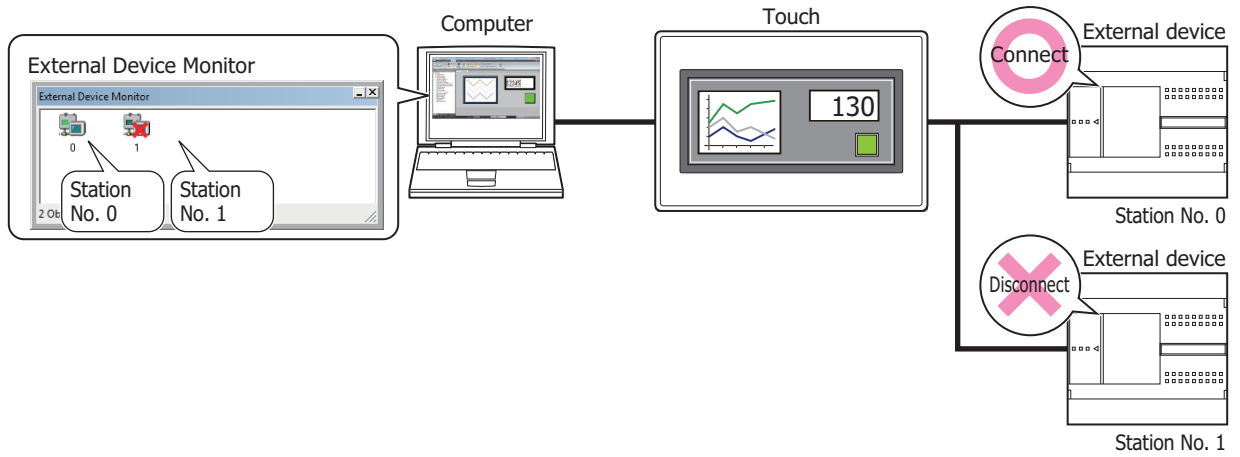 External Device Monitor
External Device Monitor
0
1
Station
No. 0
Station
No. 1
2 Ob
Computer
Touch
130
Connect
External device
Station No. 0
Disconnect
External device
Station No. 1